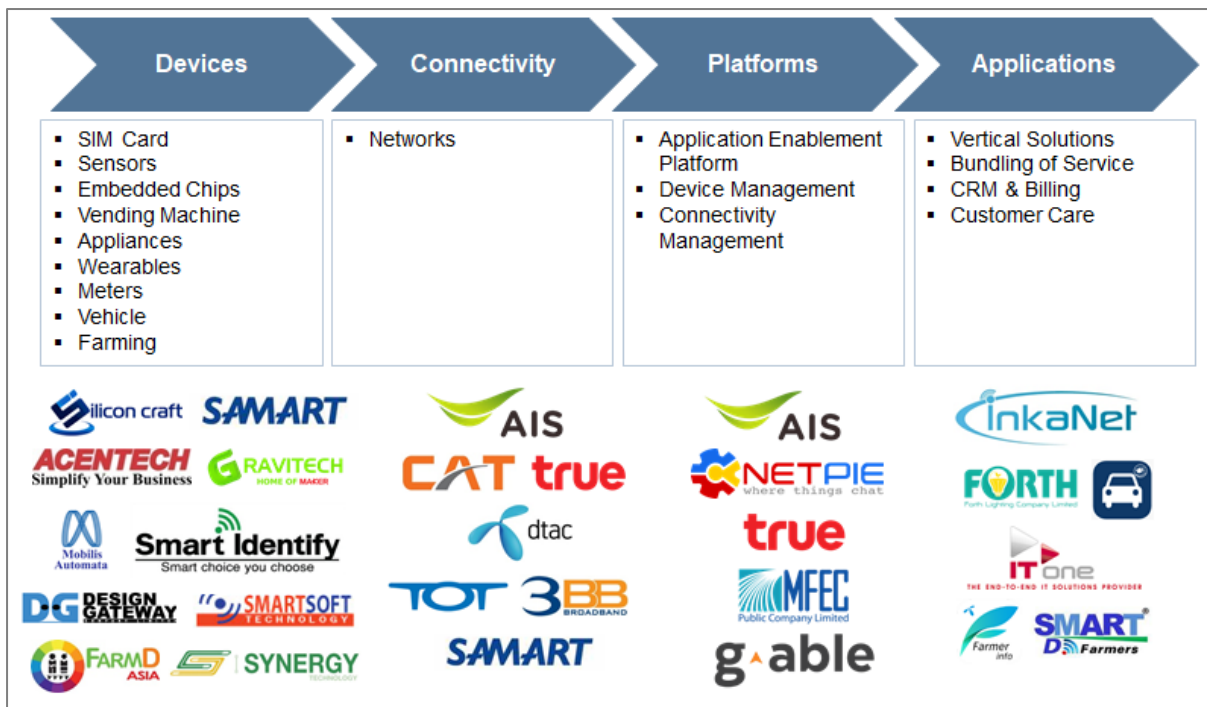 Devices
Connectivity
Platforms
Applications
▪ SIM Card
▪ Sensors
▪ Embedded Chips
▪ Vending Machine
▪ Appliances
▪ Wearables
▪ Meters
▪ Vehicle
▪ Farming
▪ Networks
▪ Application Enablement
Platform
▪ Device Management
▪ Connectivity
Management
▪ Vertical Solutions
▪ Bundling of Service
▪ CRM & Billing
▪ Customer Care
Silicon craft
SAMART
ACENTECH
Simplify Your Business
GRAVITECH
HOME OF MAKER
Mobilis
Automata
Smart Identify
Smart choice you choose
D-G DESIGN
GATEWAY
COMPANY LIMITED
SMARTSOFT
TECHNOLOGY
FARMD
ASIA
SYNERGY
TECHNOLOGY
AIS
CAT
true
dtac
TOT
3BB
BROADBAND
SAMART
AIS
NETPIE
where things chat
true
MFEC
Public Company Limited
g able
inkaNet
FORTH
Forth Lighting Company Limited
IT one
THE END-TO-END IT SOLUTIONS PROVIDER
Farmer
info
SMART®
D Farmers